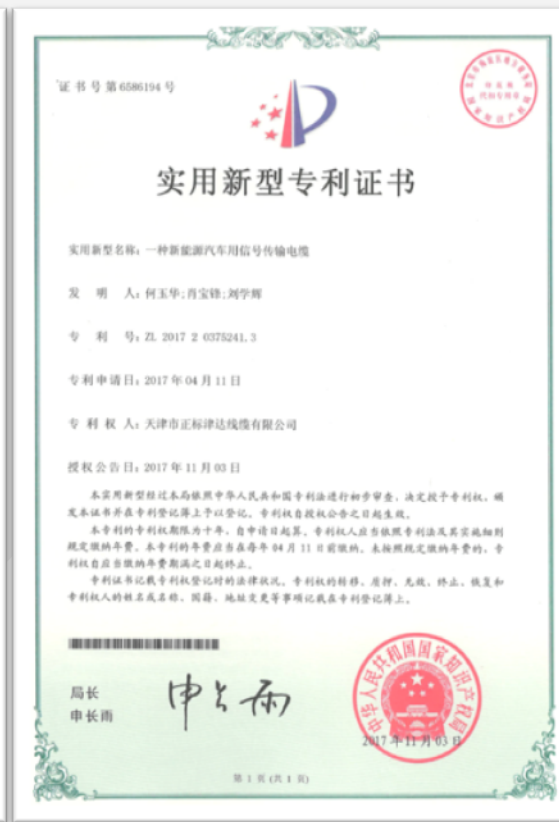 证书号第6586194号
实用新型专利证书
实用新型名称：一种新能源汽车用信号传输电缆
发 明 人：何玉华;肖宝锋;刘学辉
专 利 号：ZL 2017 2 0375241.3
专利申请日：2017年04月11日
专 利 权 人：天津市正标津达线缆有限公司
授权公告日：2017年11月03日
本实用新型经过本局依照中华人民共和国专利法进行初步审查，决定授予专利权，颁
发本证书并在专利登记簿上予以登记。专利权自授权公告之日起生效。
本专利的专利权期限为十年，自申请日起算。专利权人应当依照专利法及其实施细则
规定缴纳年费。本专利的年费应当在每年04月11日前缴纳。未按照规定缴纳年费的，专
利权自应当缴纳年费期满之日起终止。
专利证书记载专利权登记时的法律状况。专利权的转移、质押、无效、终止、恢复和
专利权人的姓名或名称、国籍、地址变更等事项记载在专利登记簿上。
局长
申长雨
申长雨
中华人民共和国国家知识产权局
2017年11月03日
第1页(共1页)